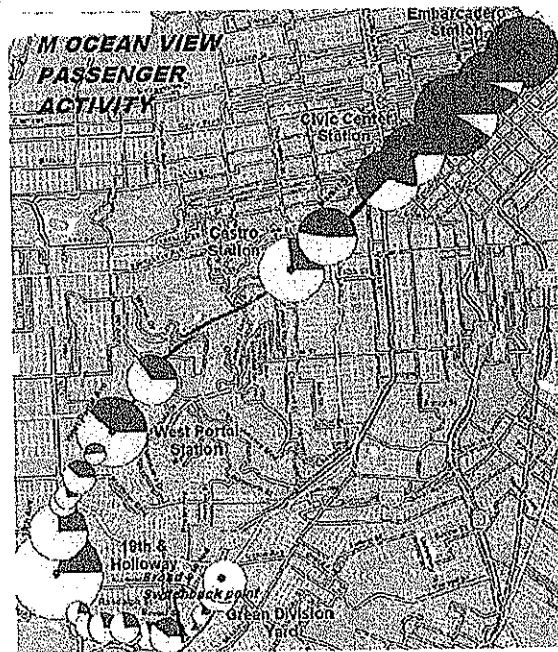 M OCEAN VIEW
PASSENGER
ACTIVITY
Embarcadero
Station
Civic Center
Station
Castro
Station
West Portal
Station
19th &
Holloway
Broad
Switchback point
Green Division
Yard